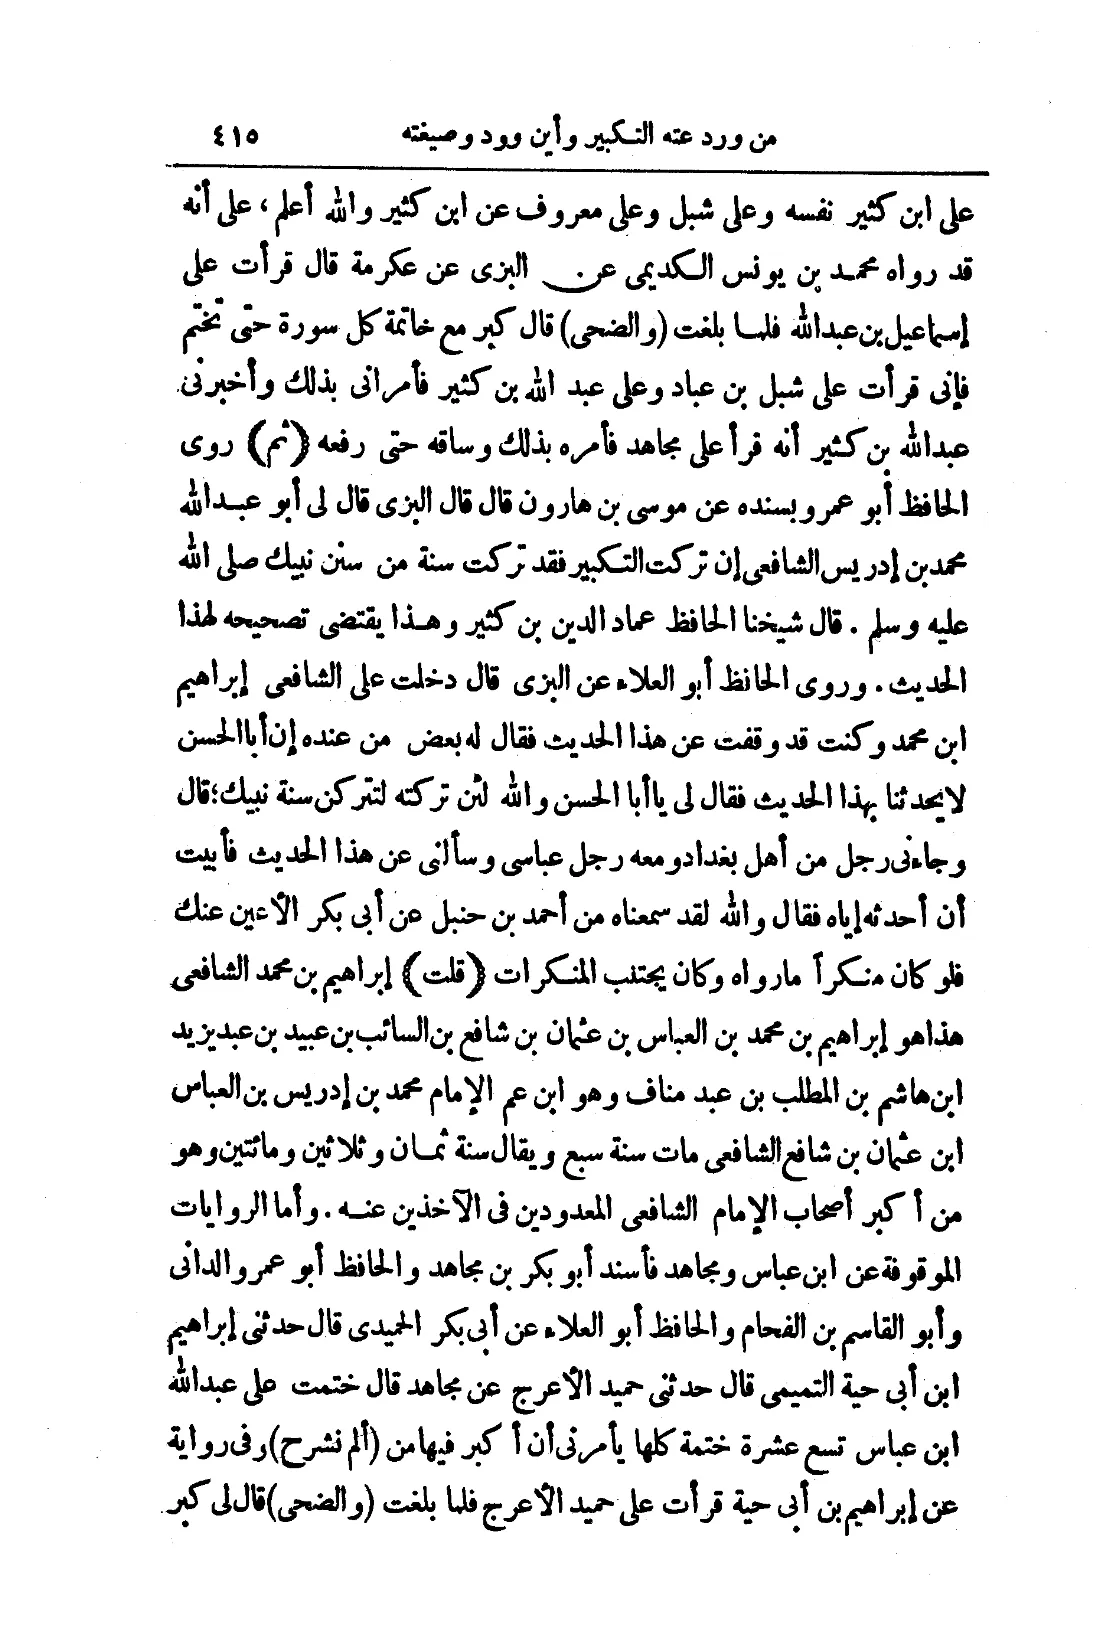 من ورد عنه التكبير وأين ورد وصيغته ٤١٥
على ابن كثير نفسه وعلى شبل وعلى معروف عن ابن كثير والله أعلم ، على أنه
قد رواه محمد بن يونس الكديمى عن البزى عن عكرمة قال قرأت على
إسماعيل بن عبدالله فلما بلغت (والضحى) قال كبر مع خاتمة كل سورة حتى تختم
فإنى قرأت على شبل بن عباد وعلى عبد الله بن كثير فأمرانى بذلك وأخبرنى
عبدالله بن كثير أنه قرأ على مجاهد فأمره بذلك وساقه حتى رفعه (ثم) روى
الحافظ أبو عمرو بسنده عن موسى بن هارون قال قال البزى قال لى أبو عبدالله
محمد بن إدريس الشافعى إن تركت التكبير فقد تركت سنة من سنن نبيك صلى الله
عليه وسلم . قال شيخنا الحافظ عماد الدين بن كثير وهذا يقتضى تصحيحه لهذا
الحديث . وروى الحافظ أبو العلاء عن البزى قال دخلت على الشافعى إبراهيم
ابن محمد وكنت قد وقفت عن هذا الحديث فقال له بعض من عنده إن أبا الحسن
لا يحدثنا بهذا الحديث فقال لى ياأبا الحسن والله لئن تركته لتتركن سنة نبيك؛ قال
وجاءنى رجل من أهل بغداد ومعه رجل عباسى وسألنى عن هذا الحديث فأبيت
أن أحدثه إياه فقال والله لقد سمعناه من أحمد بن حنبل عن أبى بكر الأعين عنك
فلو كان منكراً مارواه وكان يجتنب المنكرات (قلت) إبراهيم بن محمد الشافعى
هذا هو إبراهيم بن محمد بن العباس بن عثمان بن شافع بن السائب بن عبيد بن عبد يزيد
ابن هاشم بن المطلب بن عبد مناف وهو ابن عم الإمام محمد بن إدريس بن العباس
ابن عثمان بن شافع الشافعى مات سنة سبع ويقال سنة ثمان وثلاثين ومائتين وهو
من أكبر أصحاب الإمام الشافعى المعدودين فى الآخذين عنه . وأما الروايات
الموقوفة عن ابن عباس ومجاهد فأسند أبو بكر بن مجاهد والحافظ أبو عمرو الدانى
وأبو القاسم بن الفحام والحافظ أبو العلاء عن أبى بكر الحميدى قال حدثنى إبراهيم
ابن أبى حية التميمى قال حدثنى حميد الأعرج عن مجاهد قال ختمت على عبدالله
ابن عباس تسع عشرة ختمة كلها يأمرنى أن أكبر فيها من (ألم نشرح) وفى رواية
عن إبراهيم بن أبى حية قرأت على حميد الأعرج فلما بلغت (والضحى) قال لى كبر